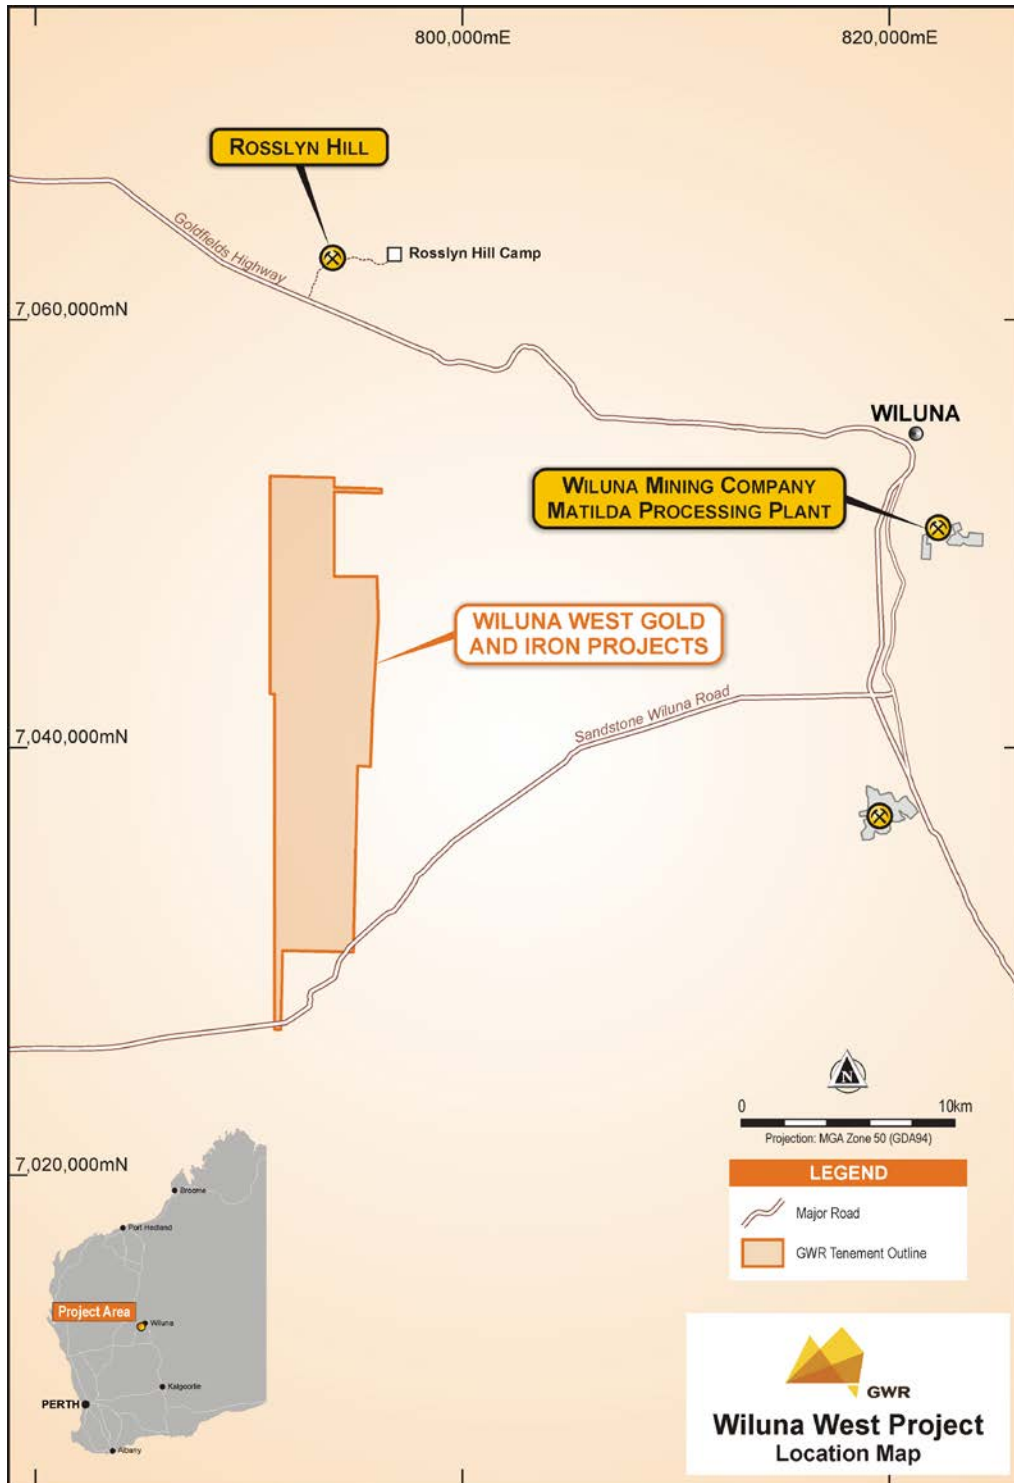 800,000mE
820,000mE
ROSSLYN HILL
Goldfields Highway
Rosslyn Hill Camp
7,060,000mN
WILUNA
WILUNA MINING COMPANY
MATILDA PROCESSING PLANT
WILUNA WEST GOLD
AND IRON PROJECTS
Sandstone Wiluna Road
7,040,000mN
N
0 10km
Projection: MGA Zone 50 (GDA94)
7,020,000mN
LEGEND
Major Road
GWR Tenement Outline
Broome
Port Hedland
Project Area
Wiluna
Kalgoorlie
PERTH
Albany
GWR
Wiluna West Project
Location Map